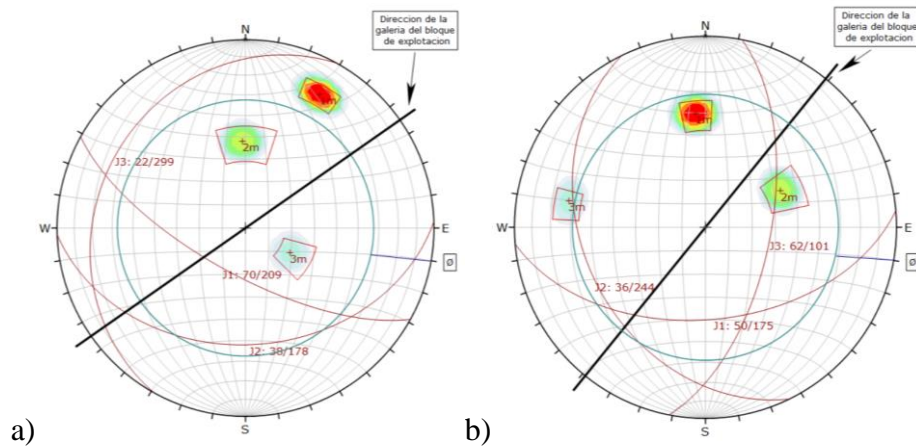 N
Direccion de la
galeria del bloque
de explotacion
2m
J3: 22/299
W
E
ø
3m
J1: 70/209
J2: 38/178
S
a)
N
Direccion de la
galeria del bloque
de explotacion
2m
3m
W
E
J3: 62/101
ø
J2: 36/244
J1: 50/175
S
b)